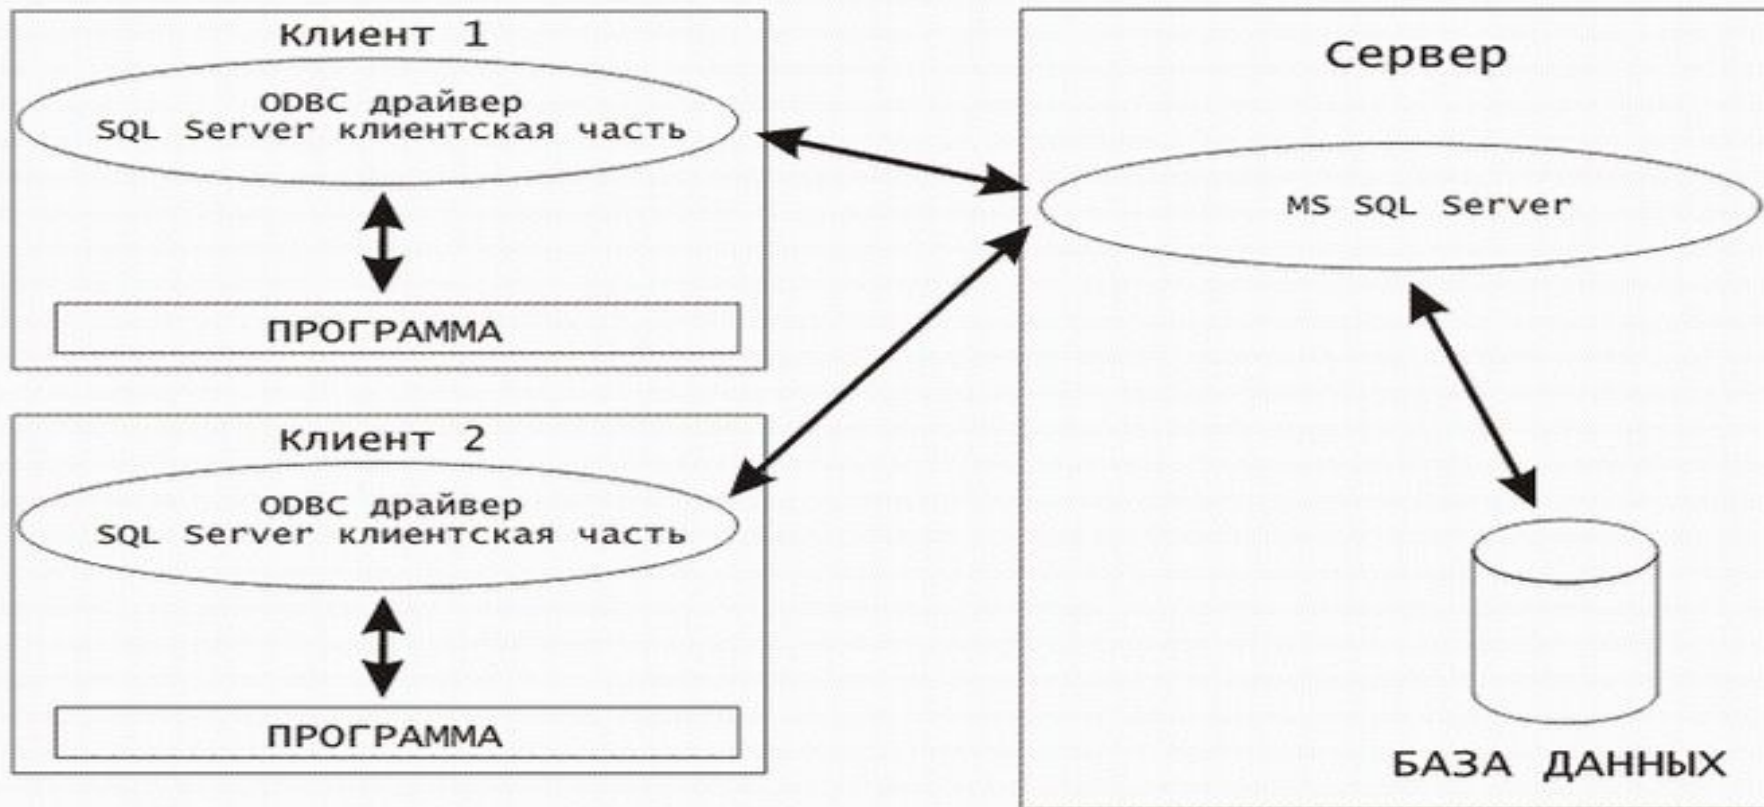 Клиент 1
ODBC драйвер
SQL Server клиентская часть
ПРОГРАММА
Клиент 2
ODBC драйвер
SQL Server клиентская часть
ПРОГРАММА
Сервер
MS SQL Server
БАЗА ДАННЫХ